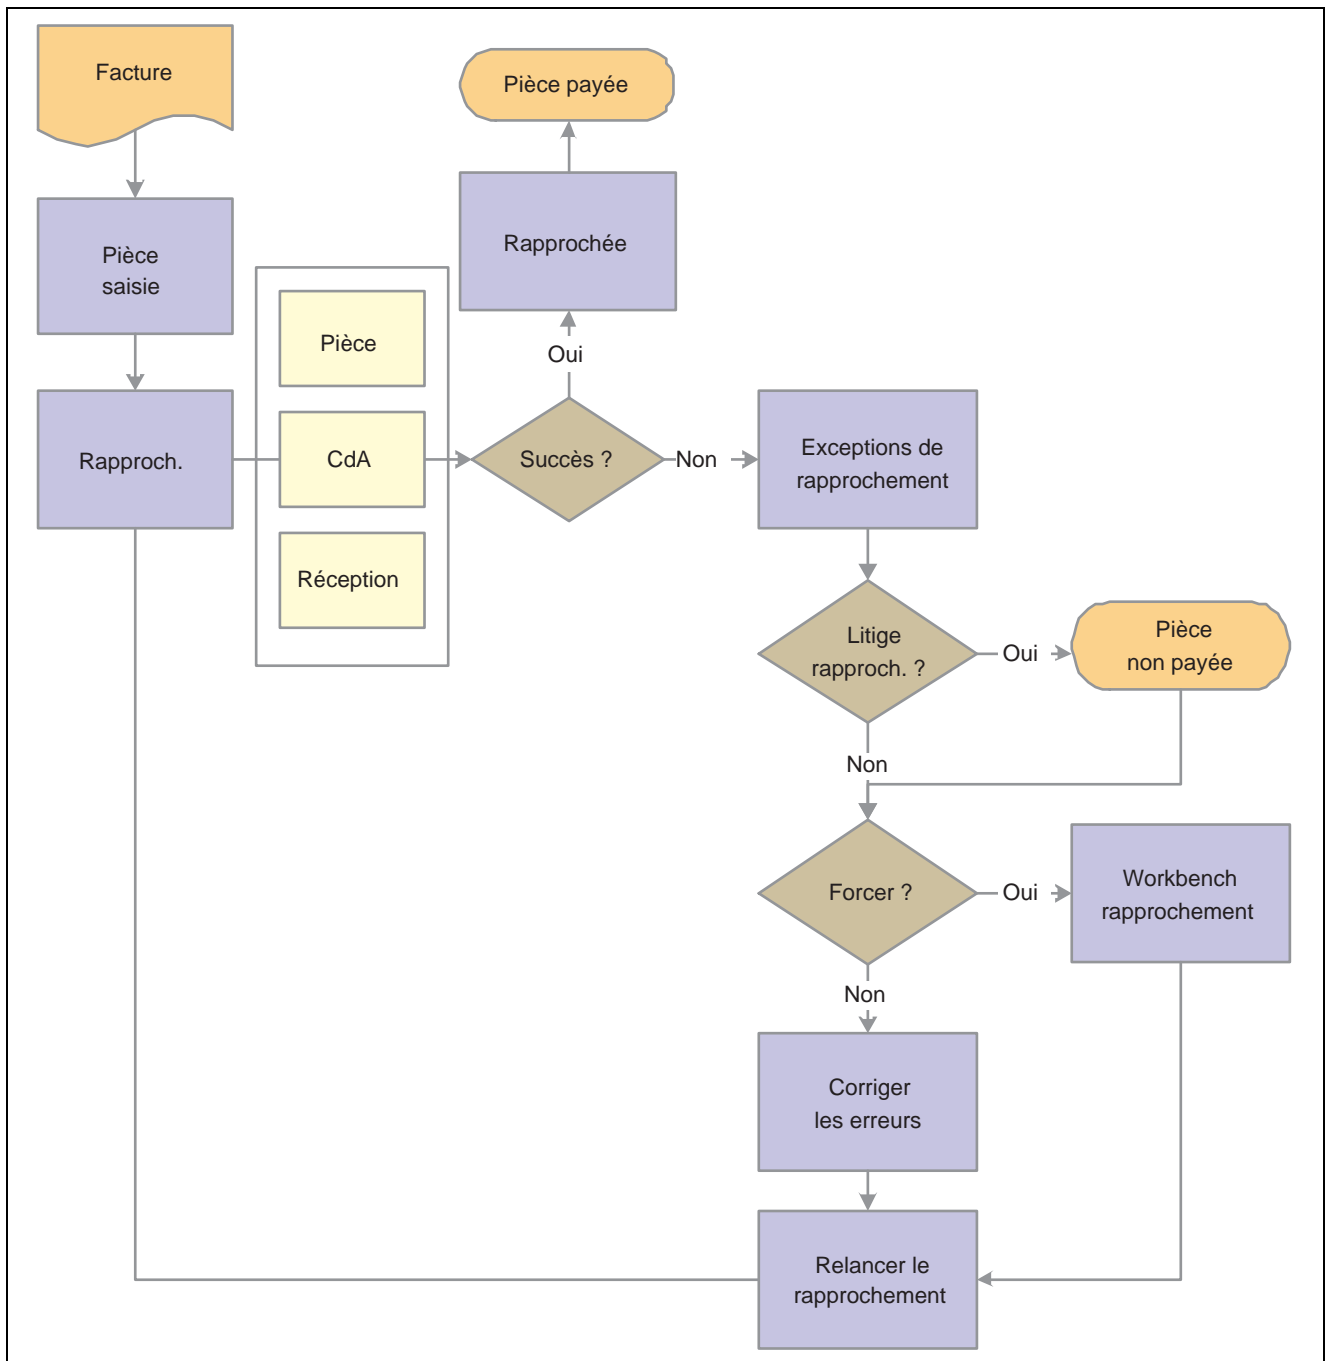 Facture
Pièce payée
Pièce
saisie
Rapprochée
Pièce
Oui
Rapproch.
CdA
Succès ?
Non
Exceptions de
rapprochement
Réception
Litige
rapproch. ?
Oui
Pièce
non payée
Non
Forcer ?
Oui
Workbench
rapprochement
Non
Corriger
les erreurs
Relancer le
rapprochement